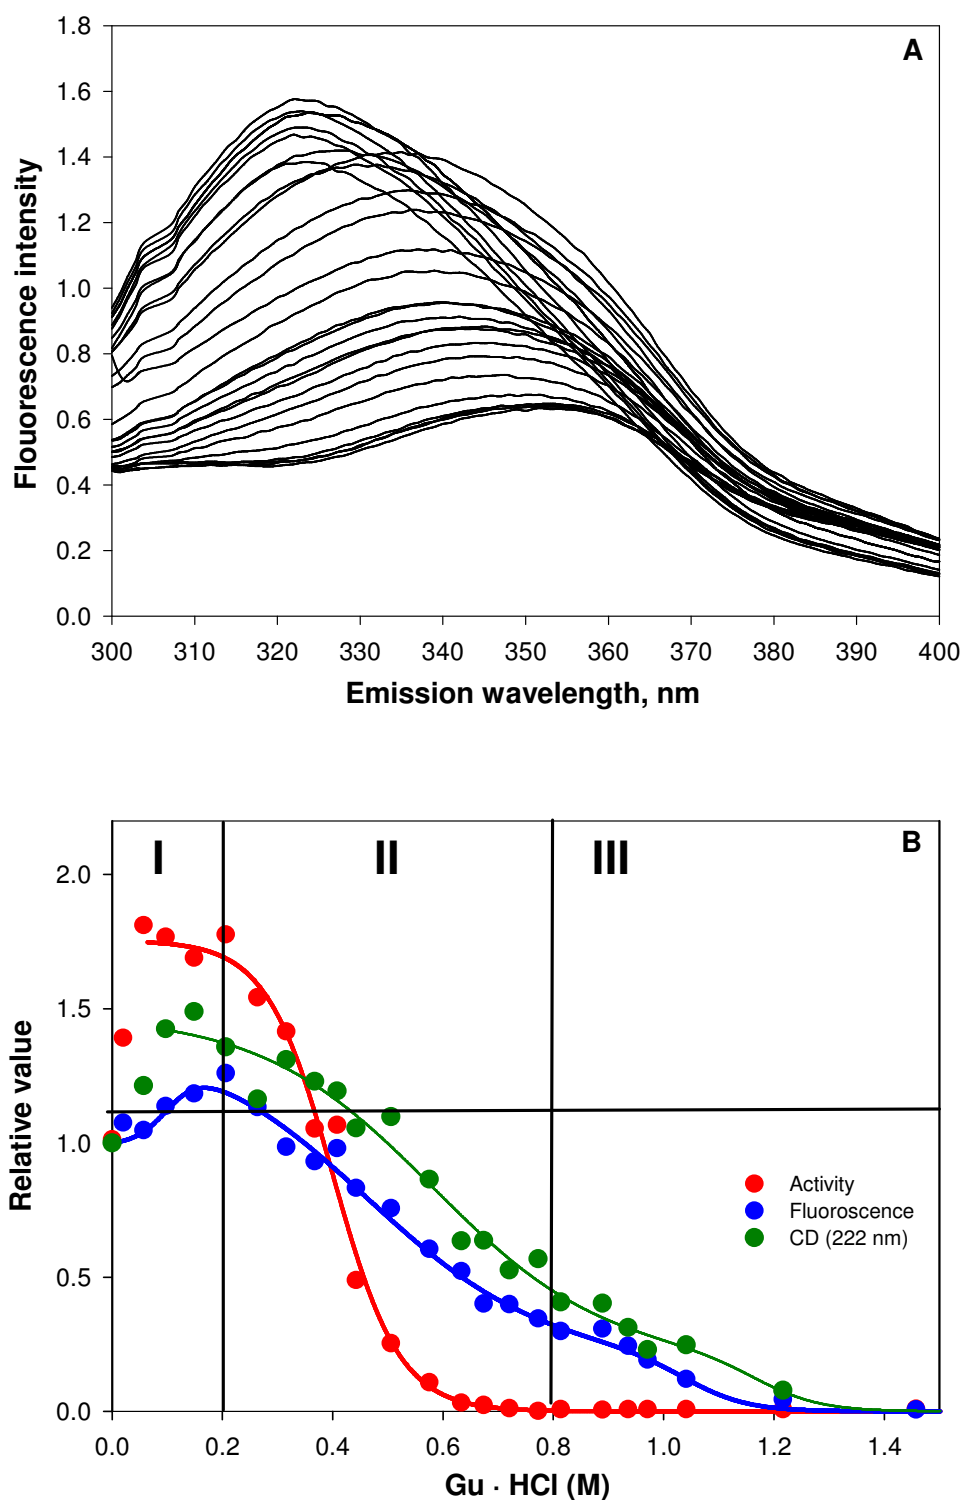 A
1.8
1.6
1.4
1.2
1.0
0.8
0.6
0.4
0.2
0.0
Flouorescence intensity
300 310 320 330 340 350 360 370 380 390 400
Emission wavelength, nm
B
I II III
2.0
1.5
1.0
0.5
0.0
Relative value
Activity
Fluoroscence
CD (222 nm)
0.0 0.2 0.4 0.6 0.8 1.0 1.2 1.4
Gu · HCl (M)